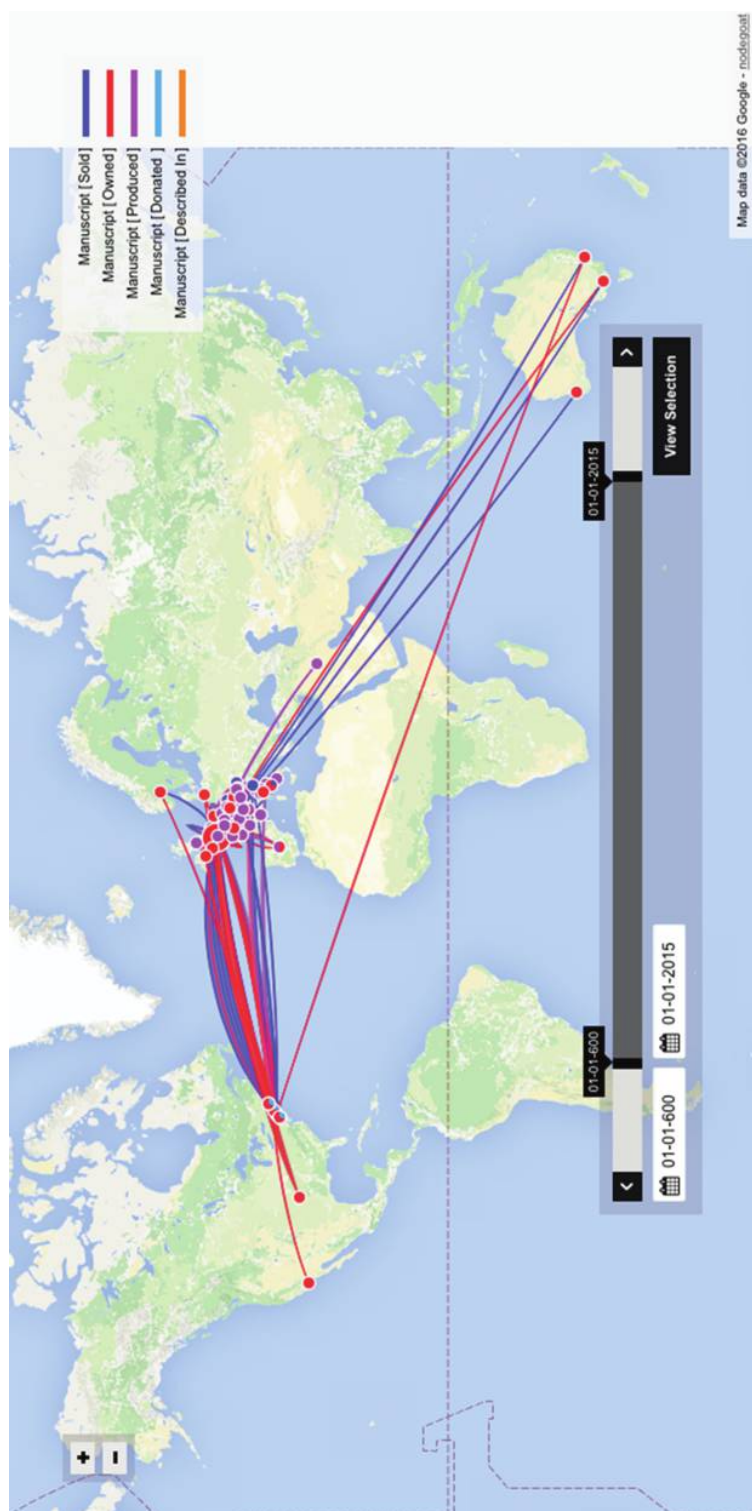 +
−
Manuscript [Sold]
Manuscript [Owned]
Manuscript [Produced]
Manuscript [Donated ]
Manuscript [Described In]
01-01-600
01-01-2015
01-01-600
01-01-2015
View Selection
Map data ©2016 Google - nodegoat